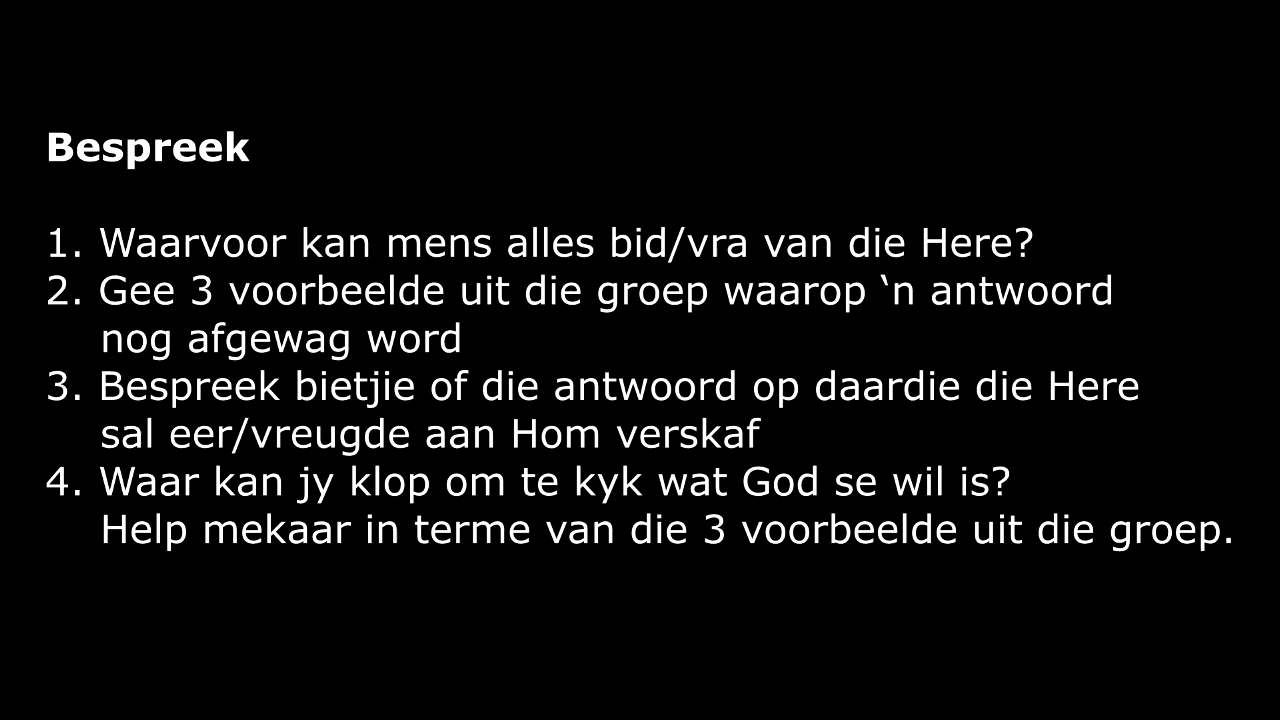 Bespreek
1. Waarvoor kan mens alles bid/vra van die Here?
2. Gee 3 voorbeelde uit die groep waarop ‘n antwoord
nog afgewag word
3. Bespreek bietjie of die antwoord op daardie die Here
sal eer/vreugde aan Hom verskaf
4. Waar kan jy klop om te kyk wat God se wil is?
Help mekaar in terme van die 3 voorbeelde uit die groep.